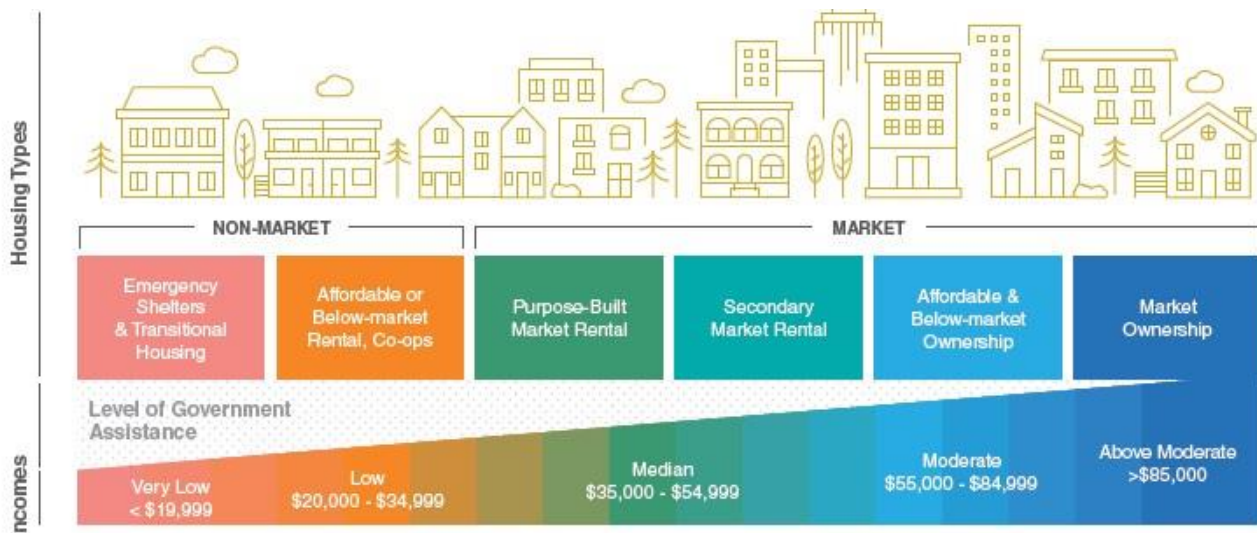 Housing Types
NON-MARKET
MARKET
Emergency
Shelters
& Transitional
Housing
Affordable or
Below-market
Rental, Co-ops
Purpose-Built
Market Rental
Secondary
Market Rental
Affordable &
Below-market
Ownership
Market
Ownership
Level of Government
Assistance
ncomes
Very Low
< $19,999
Low
$20,000 - $34,999
Median
$35,000 - $54,999
Moderate
$55,000 - $84,999
Above Moderate
>$85,000